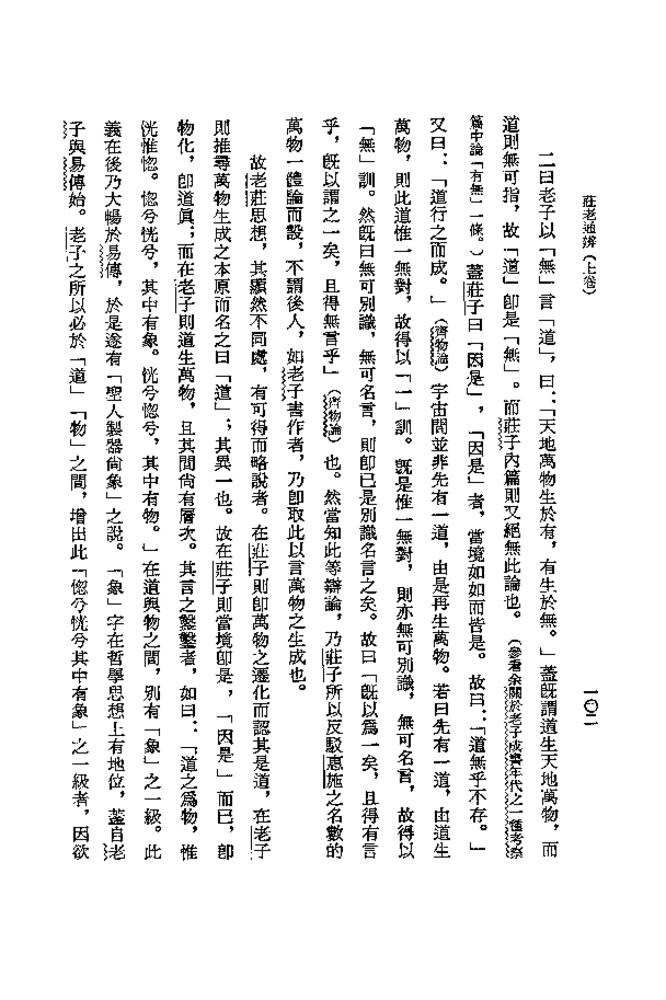 莊老通辨（上卷）
一〇二
二曰老子以「無」言「道」，曰：「天地萬物生於有，有生於無。」蓋既謂道生天地萬物，而
道則無可指，故「道」卽是「無」。而莊子內篇則又絕無此論也。（參看余關於老子成書年代之一種考察
篇中論「有無」一條。）蓋莊子曰「因是」，「因是」者，當境如如而皆是。故曰：「道無乎不存。」
又曰：「道行之而成。」（齊物論）宇宙間並非先有一道，由是再生萬物。若曰先有一道，由道生
萬物，則此道惟一無對，故得以「一」訓。旣是惟一無對，則亦無可別識，無可名言，故得以
「無」訓。然旣曰無可別識，無可名言，則卽已是別識名言之矣。故曰「旣以爲一矣，且得有言
乎，旣以謂之一矣，且得無言乎」（齊物論）也。然當知此等辯論，乃莊子所以反駁惠施之名數的
萬物一體論而設，不謂後人，如老子書作者，乃卽取此以言萬物之生成也。
故老莊思想，其顯然不同處，有可得而略說者。在莊子則卽萬物之遷化而認其是道，在老子
則推尋萬物生成之本原而名之曰「道」，其異一也。故在莊子則當境卽是，「因是」而已，卽
物化，卽道眞；而在老子則道生萬物，且其間尙有層次。其言之鑿鑿者，如曰：「道之爲物，惟
恍惟惚。惚兮恍兮，其中有象。恍兮惚兮，其中有物。」在道與物之間，別有「象」之一級。此
義在後乃大暢於易傳，於是遂有「聖人製器尙象」之說。「象」字在哲學思想上有地位，蓋自老
子與易傳始。老子之所以必於「道」「物」之間，增出此「惚兮恍兮其中有象」之一級者，因欲